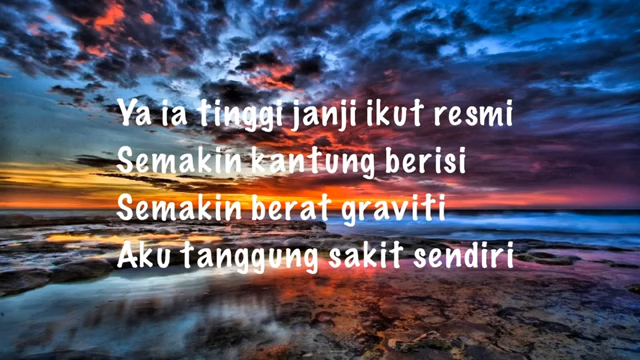 Ya ia tinggi janji ikut resmi
Semakin kantung berisi
Semakin berat graviti
Aku tanggung sakit sendiri